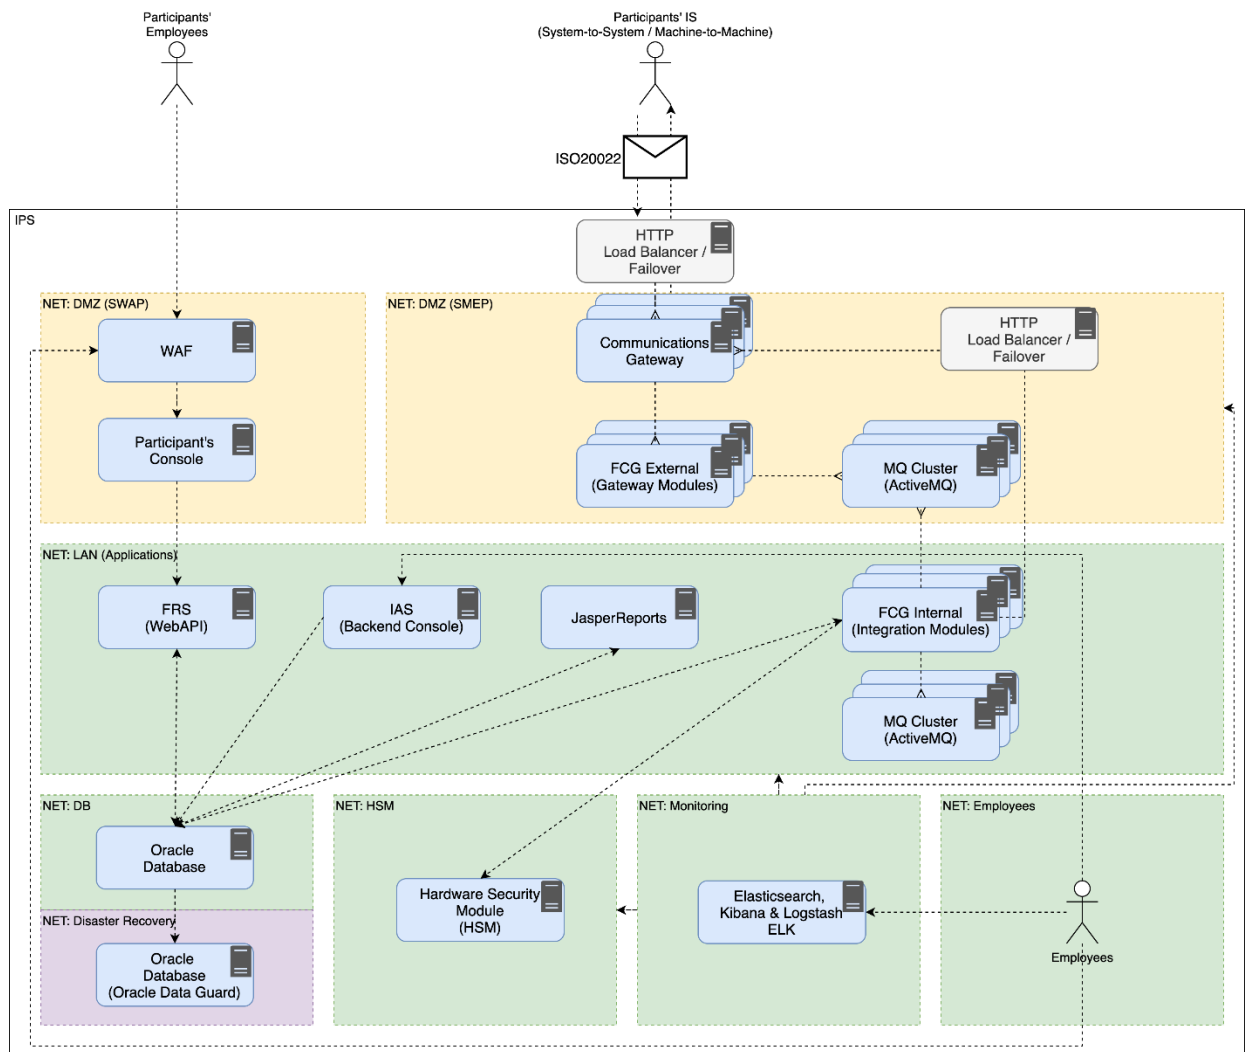 Participants'
Employees
Participants' IS
(System-to-System / Machine-to-Machine)
ISO20022
IPS
HTTP
Load Balancer /
Failover
NET: DMZ (SWAP)
WAF
Participant's
Console
NET: DMZ (SMEP)
Communications
Gateway
HTTP
Load Balancer /
Failover
FCG External
(Gateway Modules)
MQ Cluster
(ActiveMQ)
NET: LAN (Applications)
FRS
(WebAPI)
IAS
(Backend Console)
JasperReports
FCG Internal
(Integration Modules)
MQ Cluster
(ActiveMQ)
NET: DB
Oracle
Database
NET: Disaster Recovery
Oracle
Database
(Oracle Data Guard)
NET: HSM
Hardware Security
Module
(HSM)
NET: Monitoring
Elasticsearch,
Kibana & Logstash
ELK
NET: Employees
Employees